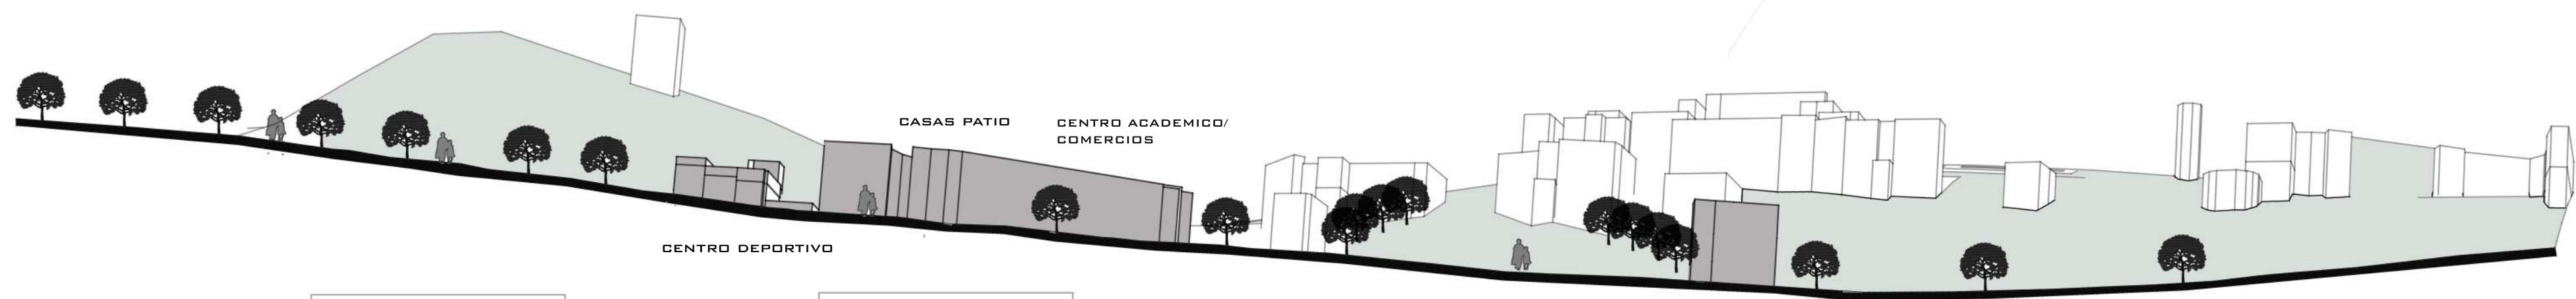 CASAS PATIO
CENTRO ACADEMICO/
COMERCIOS
CENTRO DEPORTIVO